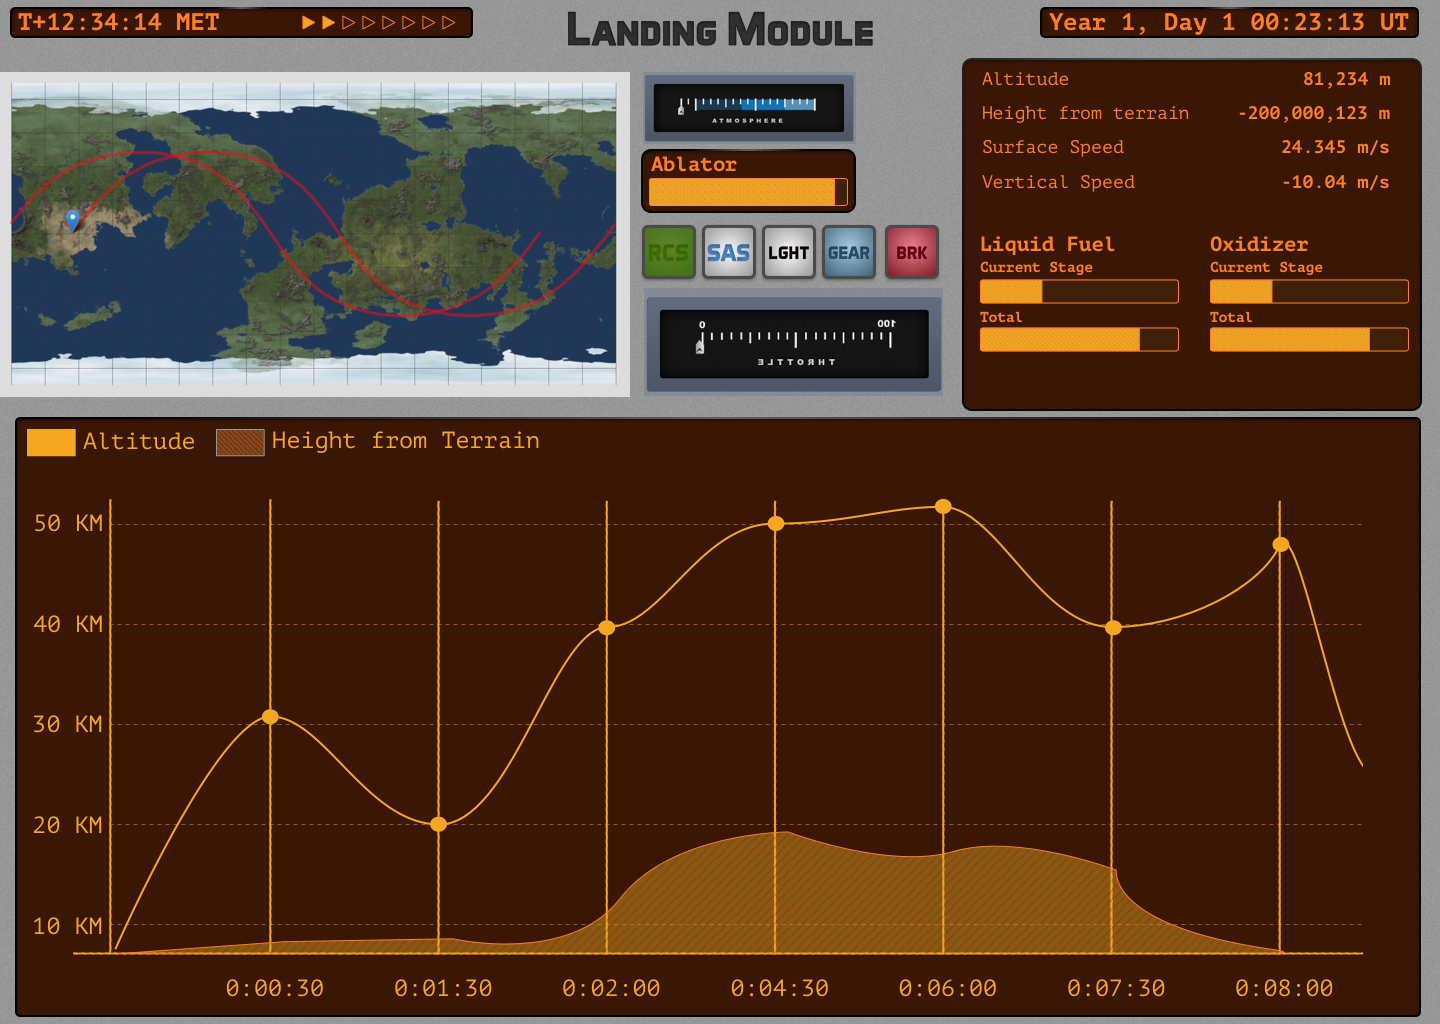 T+12:34:14 MET
LANDING MODULE
Year 1, Day 1 00:23:13 UT
ATMOSPHERE
Ablator
RCS
SAS
LGHT
GEAR
BRK
0
100
THROTTLE
Altitude 81,234 m
Height from terrain -200,000,123 m
Surface Speed 24.345 m/s
Vertical Speed -10.04 m/s
Liquid Fuel
Current Stage
Total
Oxidizer
Current Stage
Total
Altitude
Height from Terrain
50 KM
40 KM
30 KM
20 KM
10 KM
0:00:30 0:01:30 0:02:00 0:04:30 0:06:00 0:07:30 0:08:00